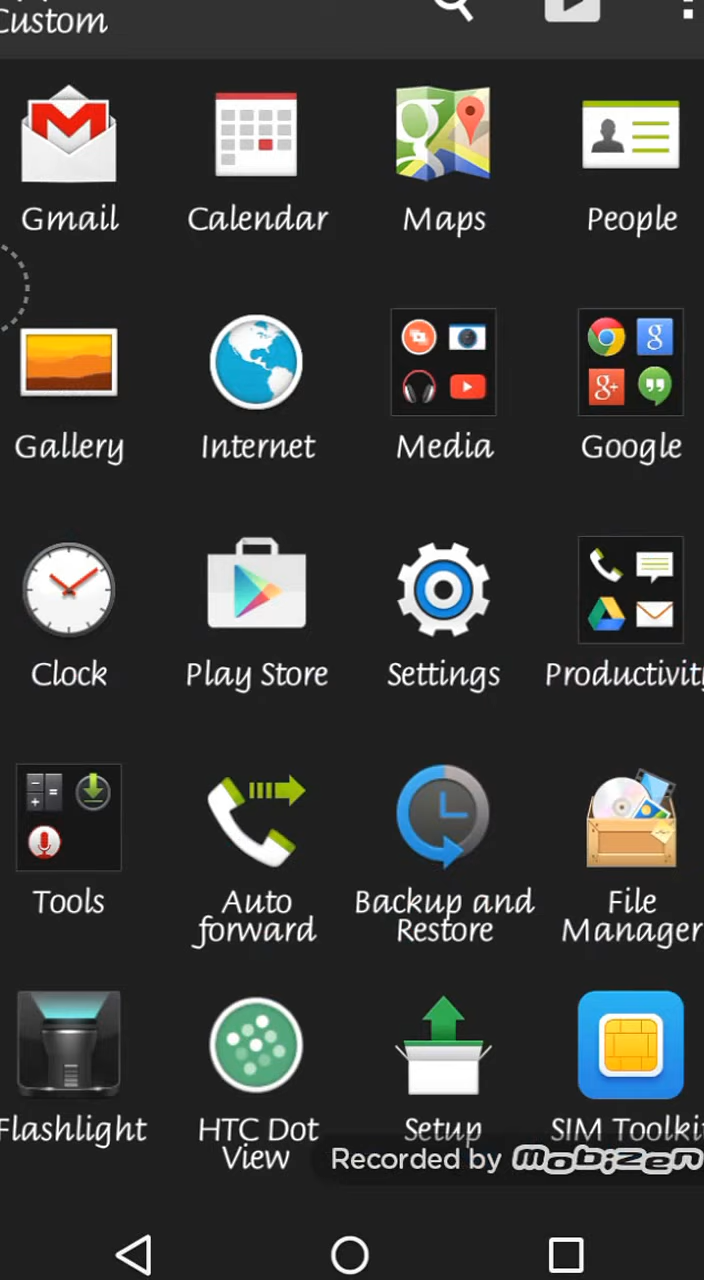 Custom
Gmail
Calendar
Maps
People
Gallery
Internet
Media
Google
Clock
Play Store
Settings
Productivity
Tools
Auto forward
Backup and Restore
File Manager
Flashlight
HTC Dot View
Setup
SIM Toolkit
Recorded by Mobizen